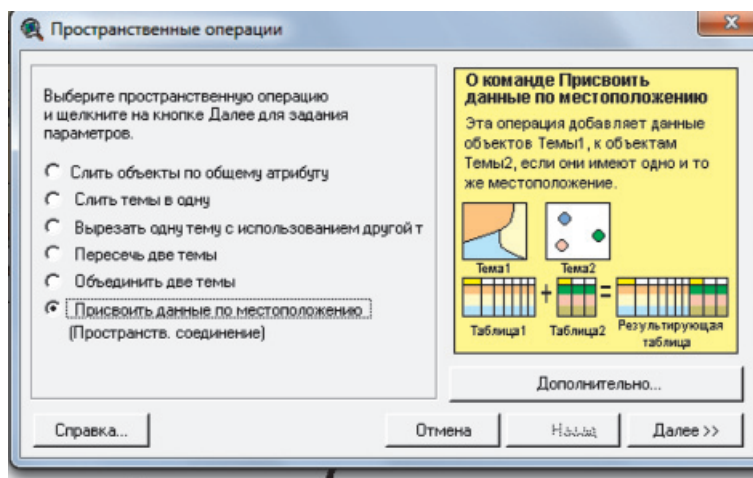 Пространственные операции
Выберите пространственную операцию
и щелкните на кнопке Далее для задания
параметров.
Слить объекты по общему атрибуту
Слить темы в одну
Вырезать одну тему с использованием другой т
Пересечь две темы
Объединить две темы
Присвоить данные по местоположению
(Пространств. соединение)
О команде Присвоить
данные по местоположению
Эта операция добавляет данные
объектов Темы1, к объектам
Темы2, если они имеют одно и то
же местоположение.
Тема1 Тема2
+ =
Таблица1 Таблица2 Результирующая
таблица
Дополнительно...
Справка... Отмена Назад Далее >>